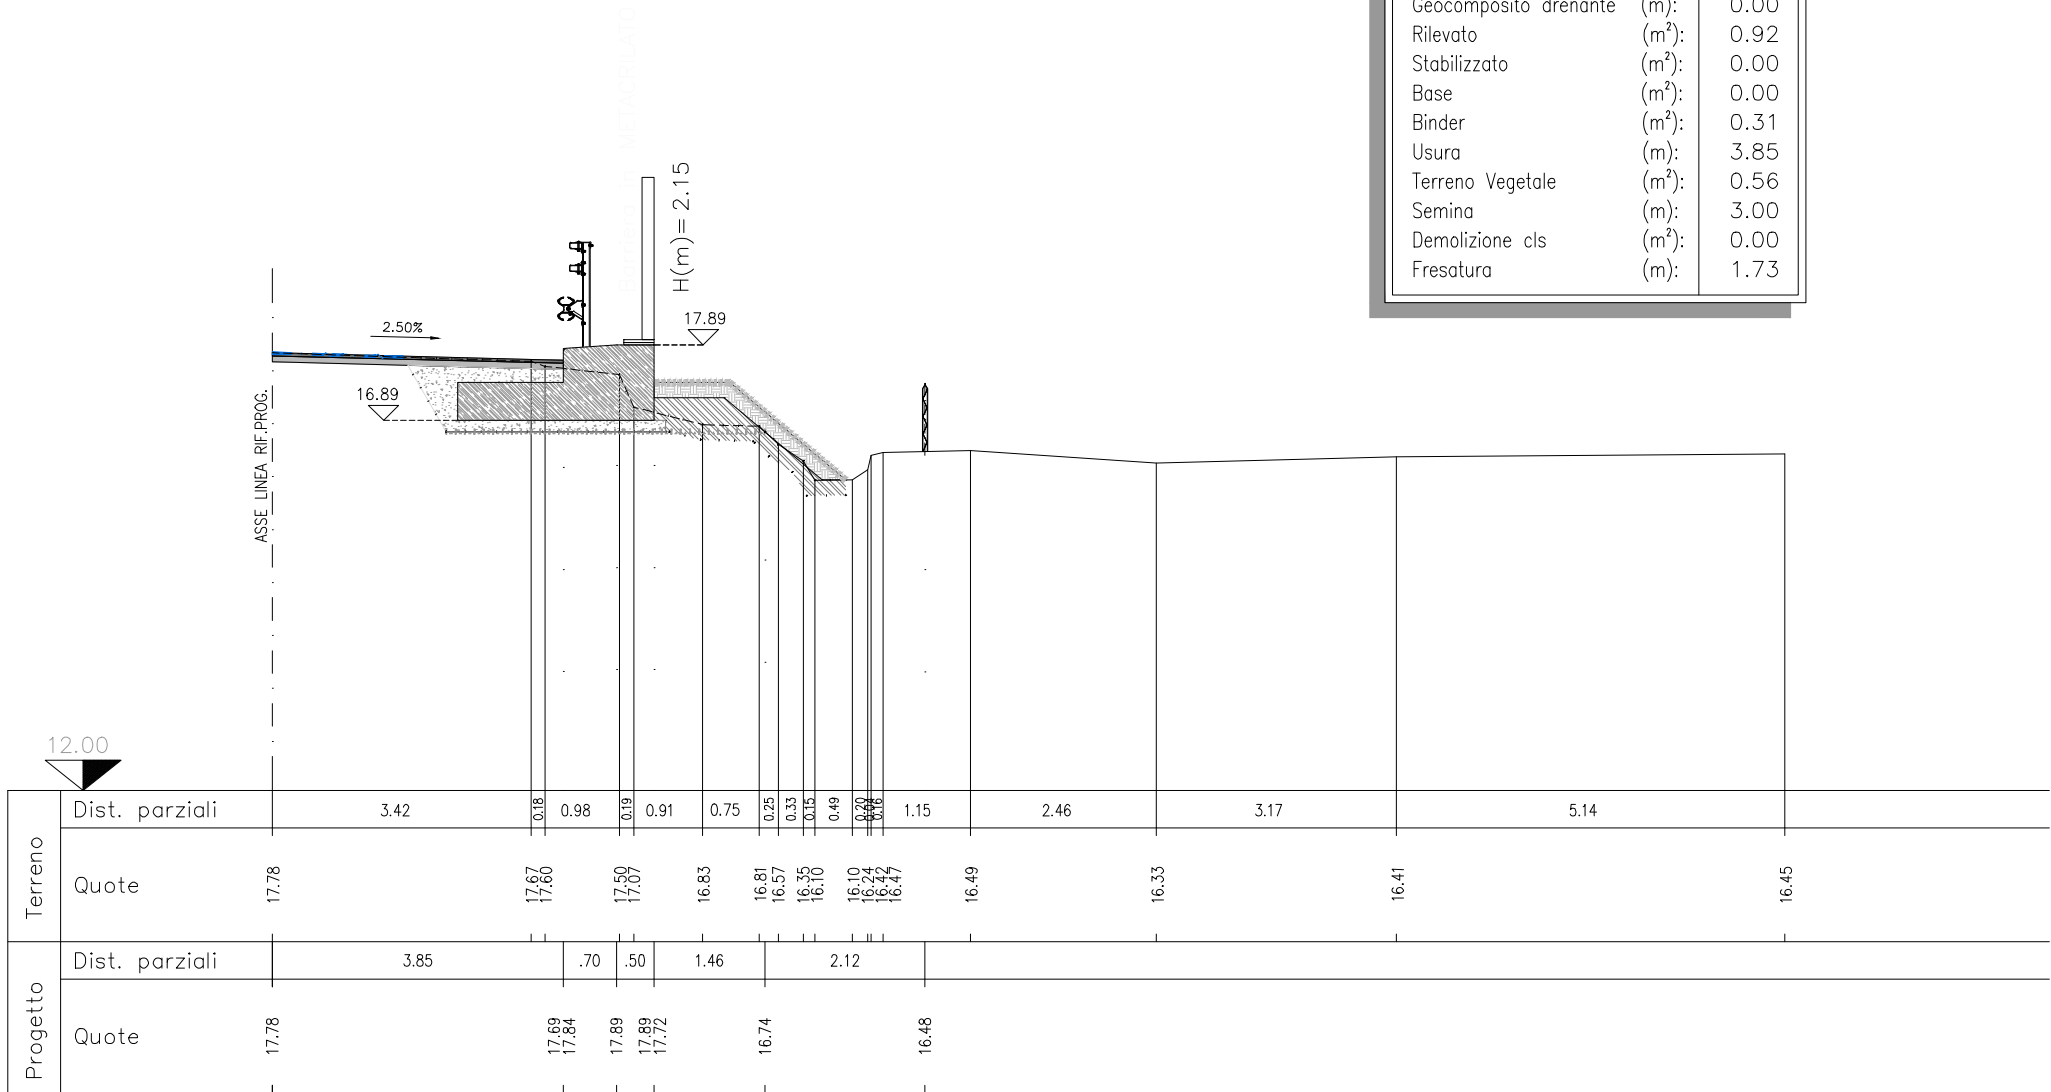 Geocomposito drenante (m): 0.00
Rilevato (m²): 0.92
Stabilizzato (m²): 0.00
Base (m²): 0.00
Binder (m²): 0.31
Usura (m): 3.85
Terreno Vegetale (m²): 0.56
Semina (m): 3.00
Demolizione cls (m²): 0.00
Fresatura (m): 1.73
H(m)= 2.15
17.89
2.50%
16.89
ASSE LINEA RIF.PROG.
12.00
Terreno
Dist. parziali 3.42 0.18 0.98 0.19 0.91 0.75 0.25 0.33 0.15 0.49 0.20 0.04 0.16 1.15 2.46 3.17 5.14
Quote 17.78 17.67 17.60 17.50 17.07 16.83 16.81 16.57 16.35 16.10 16.10 16.24 16.42 16.47 16.49 16.33 16.41 16.45
Progetto
Dist. parziali 3.85 .70 .50 1.46 2.12
Quote 17.78 17.69 17.84 17.89 17.89 17.72 16.74 16.48